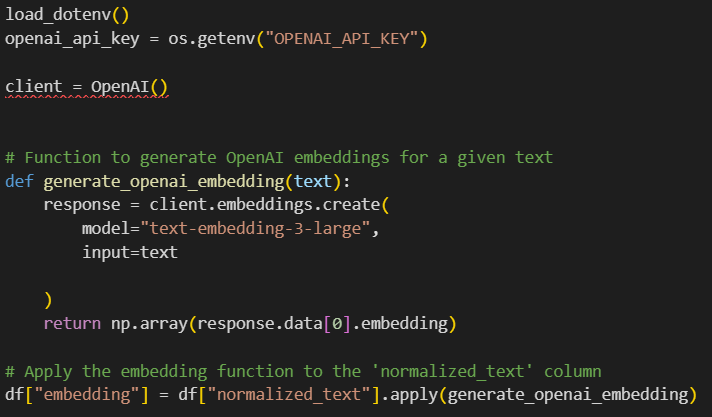 load_dotenv()
openai_api_key = os.getenv("OPENAI_API_KEY")
client = OpenAI()
# Function to generate OpenAI embeddings for a given text
def generate_openai_embedding(text):
response = client.embeddings.create(
model="text-embedding-3-large",
input=text
)
return np.array(response.data[0].embedding)
# Apply the embedding function to the 'normalized_text' column
df["embedding"] = df["normalized_text"].apply(generate_openai_embedding)